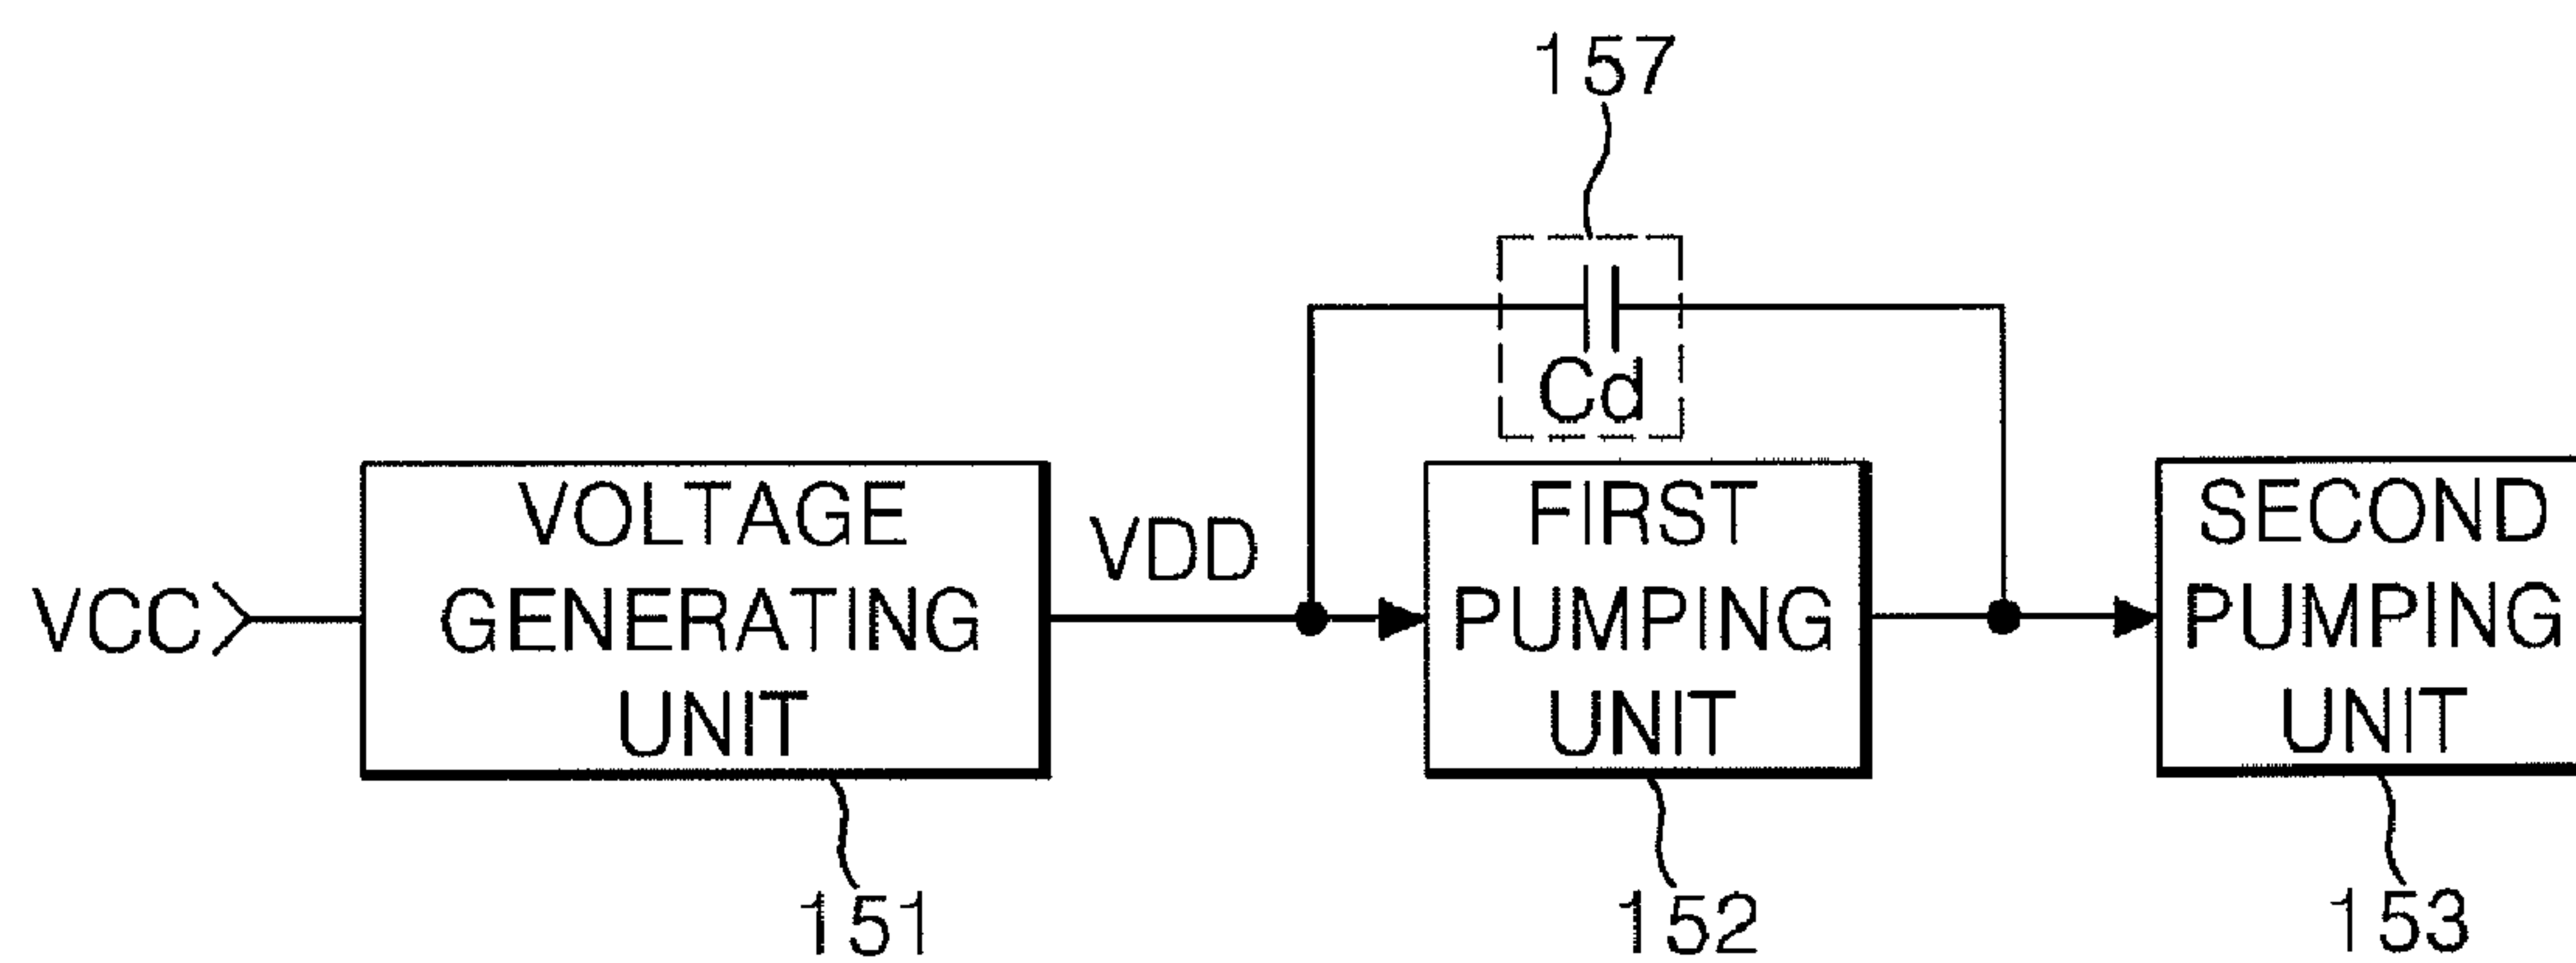 157
Cd
VCC
VOLTAGE
GENERATING
UNIT
VDD
FIRST
PUMPING
UNIT
SECOND
PUMPING
UNIT
151
152
153